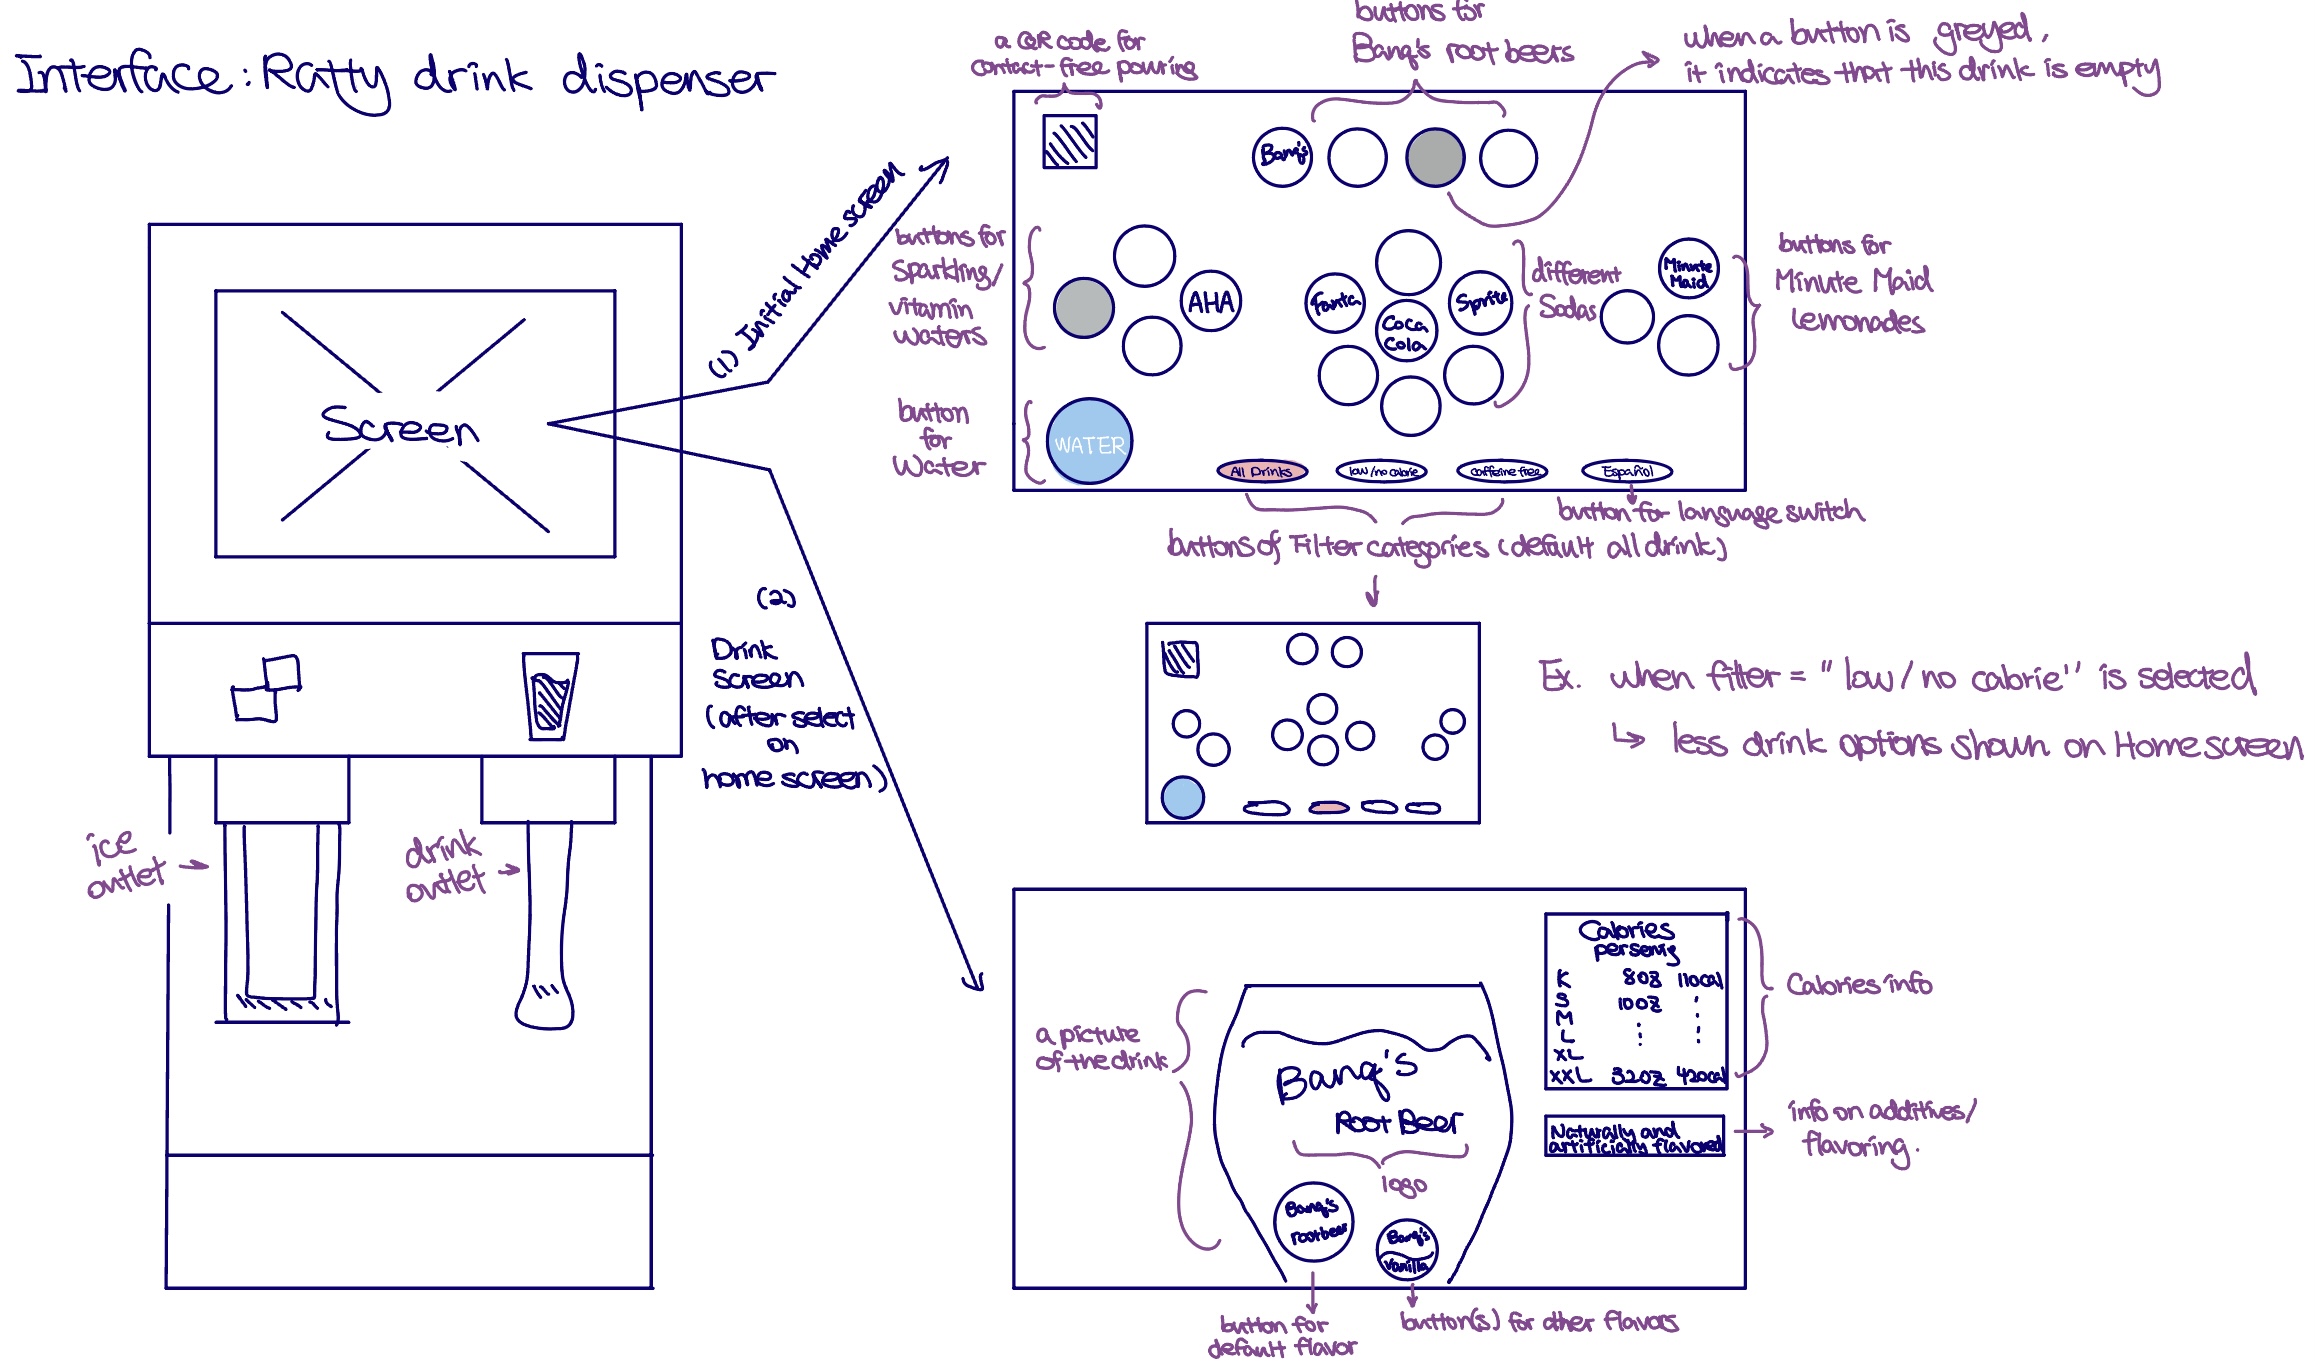 Interface: Ratty drink dispenser
Screen
ice
outlet
drink
outlet
(1) Initial Home screen
(2)
Drink
screen
(after select
on
home screen)
a QR code for
contact-free pouring
buttons for
Banq's root beers
when a button is greyed,
it indicates that this drink is empty
Banq's
buttons for
sparkling/
vitamin
waters
AHA
Fanta
Coca
Cola
Sprite
different
Sodas
Minute
Maid
buttons for
Minute Maid
Lemonades
button
for
Water
WATER
All Drinks
low/no calorie
caffeine free
Español
button for language switch
buttons of Filter categories (default all drink)
Ex. when filter = "low/no calorie" is selected
↳ less drink options shown on Home screen
a picture
of the drink
Banq's
Root Beer
logo
Banq's
rootbeer
Banq's
Vanilla
button for
default flavor
button(s) for other flavors
Calories
perserving
K 8oz 110cal
S 10oz
M
L
XL
XXL 32oz 420cal
Calories info
Naturally and
artificially flavored
info on additives/
flavoring.